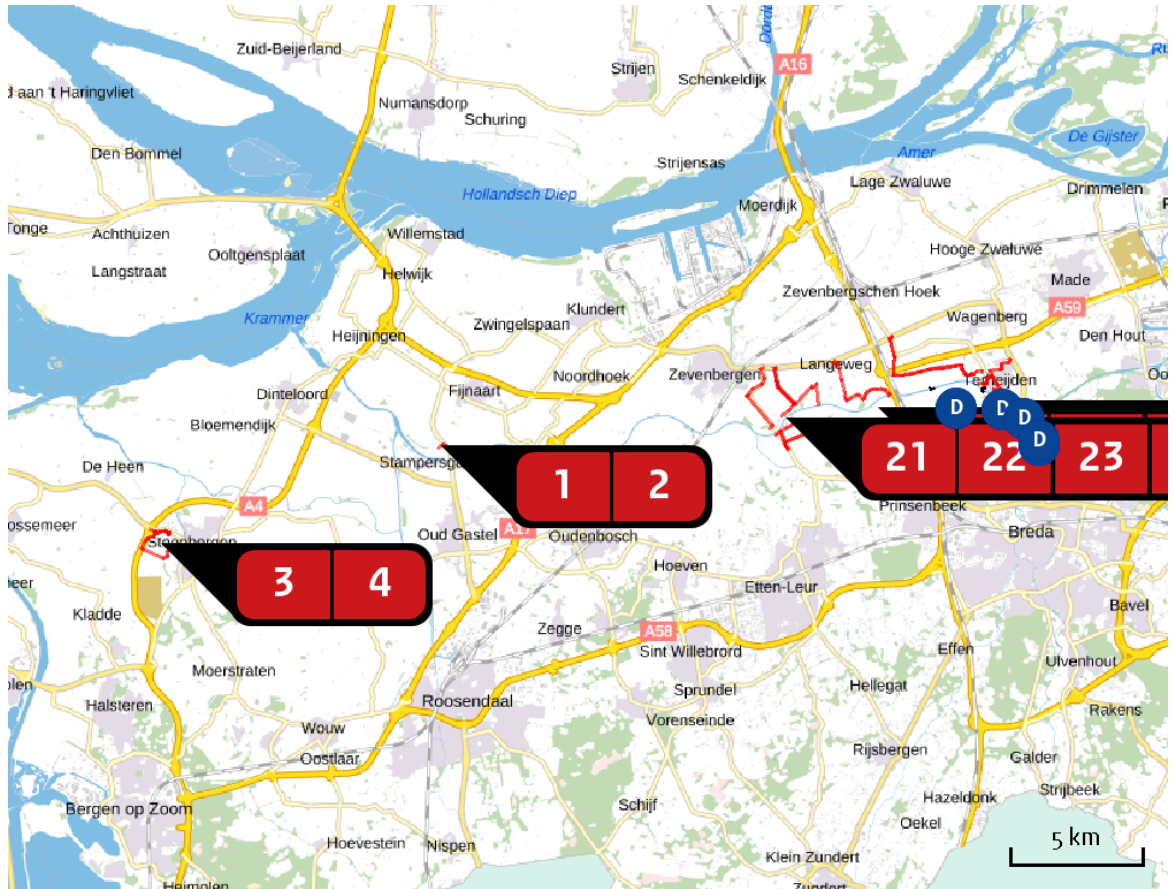 Zuid-Beijerland
Strijen
A16
Schenkeldijk
d aan 't Haringvliet
Numansdorp
Schuring
De Gijster
Den Bommel
Amer
Strijensas
Lage Zwaluwe
Drimmelen
Hollandsch Diep
Moerdijk
Tonge
Achthuizen
Willemstad
Ooltgensplaat
Hooge Zwaluwe
Langstraat
Helwijk
Made
Zevenbergschen Hoek
Klundert
A59
Krammer
Zwingelspaan
Wagenberg
Heijningen
Den Hout
Langeweg
Zevenbergen
Noordhoek
Terheijden
Fijnaart
Dinteloord
D
D
D
D
Bloemendijk
21
22
23
De Heen
Stampersga
1
2
A4
Prinsenbeek
ossemeer
A17
Breda
Oud Gastel
Oudenbosch
Steenbergen
Hoeven
3
4
Etten-Leur
Kladde
Bavel
Zegge
A58
Sint Willebrord
Effen
Ulvenhout
Moerstraten
Hellegat
Sprundel
Roosendaal
Halsteren
Rakens
Vorenseinde
Wouw
Rijsbergen
Galder
Oostlaar
Strijbeek
Hazeldonk
Bergen op Zoom
Schijf
Oekel
5 km
Hoevestein
Nispen
Klein Zundert
Heimolen
Zundert